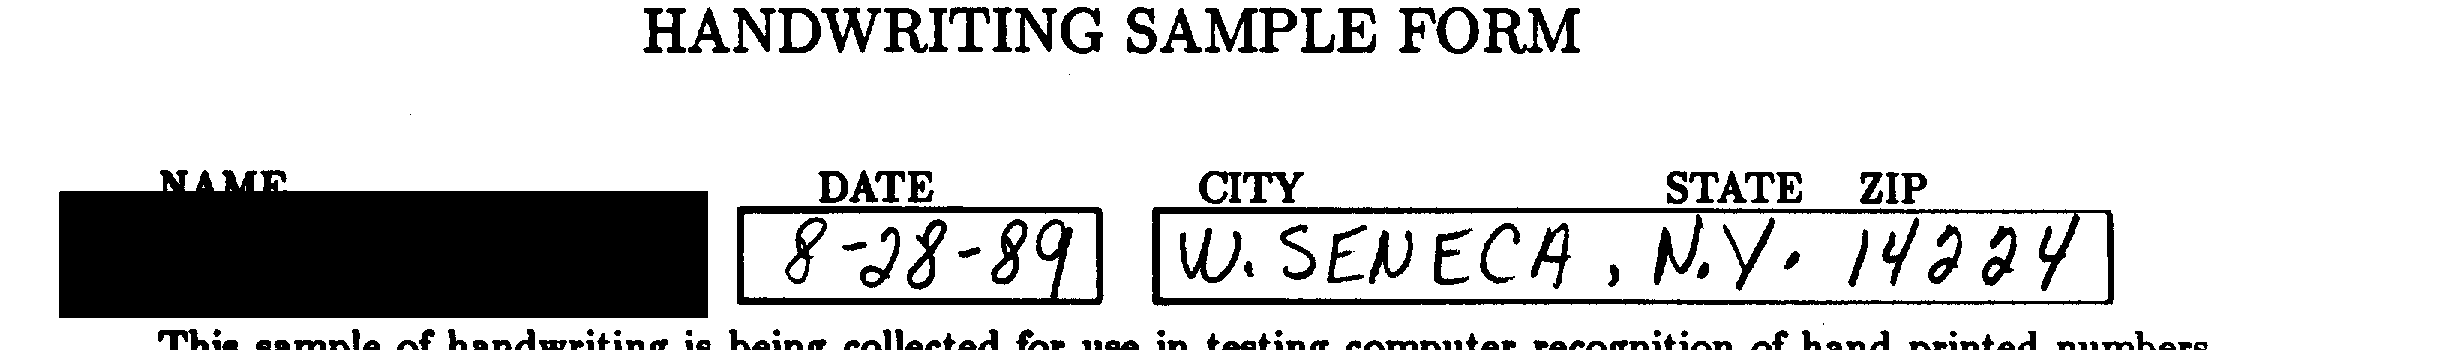 HANDWRITING SAMPLE FORM
NAME DATE CITY STATE ZIP
8-28-89 W. SENECA, N.Y. 14224
This sample of handwriting is being collected for use in testing computer recognition of hand printed numbers